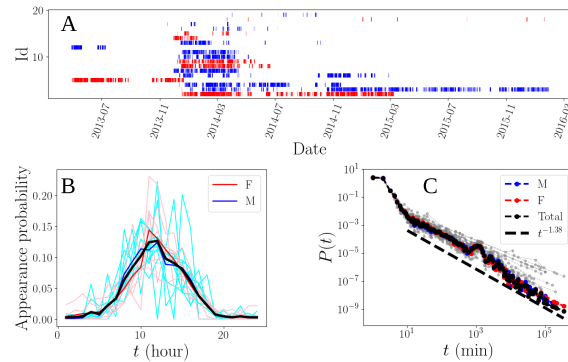 A
20
0
Id
2013-07
2013-11
2014-03
2014-07
2014-11
2015-03
2015-07
2015-11
2016-03
Date
B
F
M
0.20
0.15
0.10
0.05
0.00
Appearance probability
0
10
20
t (hour)
C
M
F
Total
t^{-1.38}
10^{1}
10^{-1}
10^{-3}
10^{-5}
10^{-7}
10^{-9}
P(t)
10^{1}
10^{3}
10^{5}
t (min)